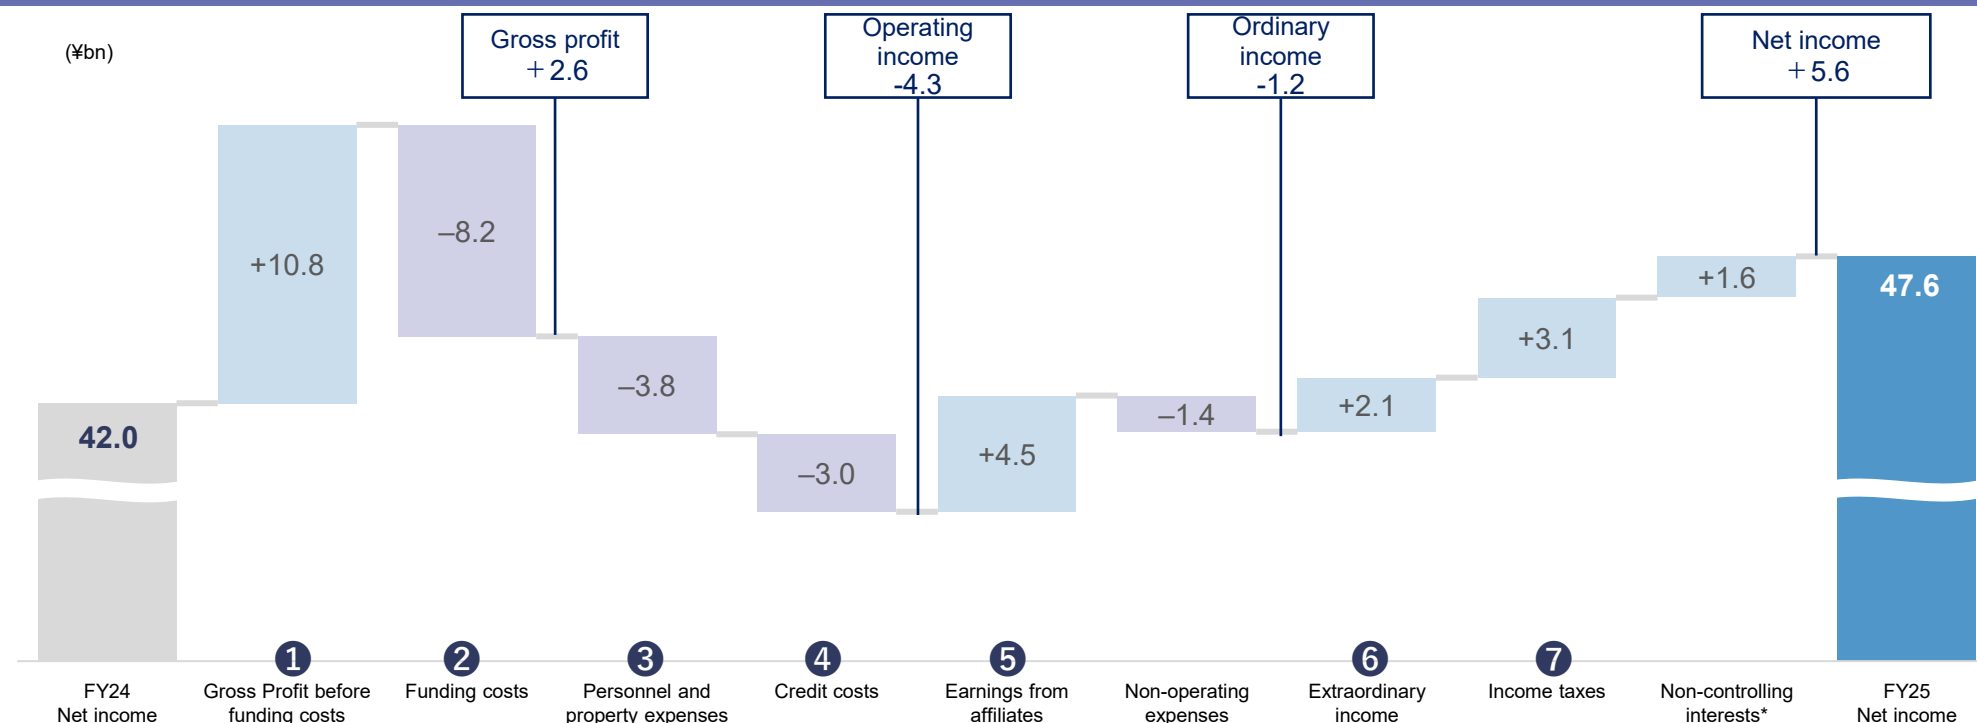 (¥bn)
Gross profit
+2.6
Operating
income
-4.3
Ordinary
income
-1.2
Net income
+5.6
42.0
+10.8
–8.2
–3.8
–3.0
+4.5
–1.4
+2.1
+3.1
+1.6
47.6
1
2
3
4
5
6
7
FY24
Net income
Gross Profit before
funding costs
Funding costs
Personnel and
property expenses
Credit costs
Earnings from
affiliates
Non-operating
expenses
Extraordinary
income
Income taxes
Non-controlling
interests*
FY25
Net income